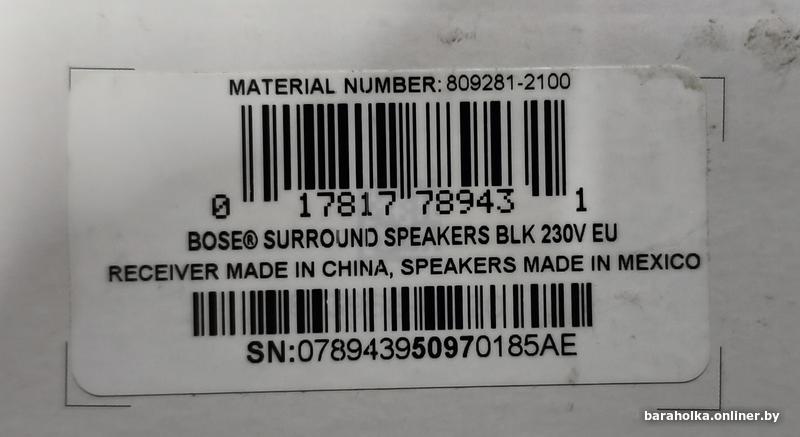 MATERIAL NUMBER: 809281-2100
0 17817 78943 1
BOSE® SURROUND SPEAKERS BLK 230V EU
RECEIVER MADE IN CHINA, SPEAKERS MADE IN MEXICO
SN:078943950970185AE
baraholka.onliner.by